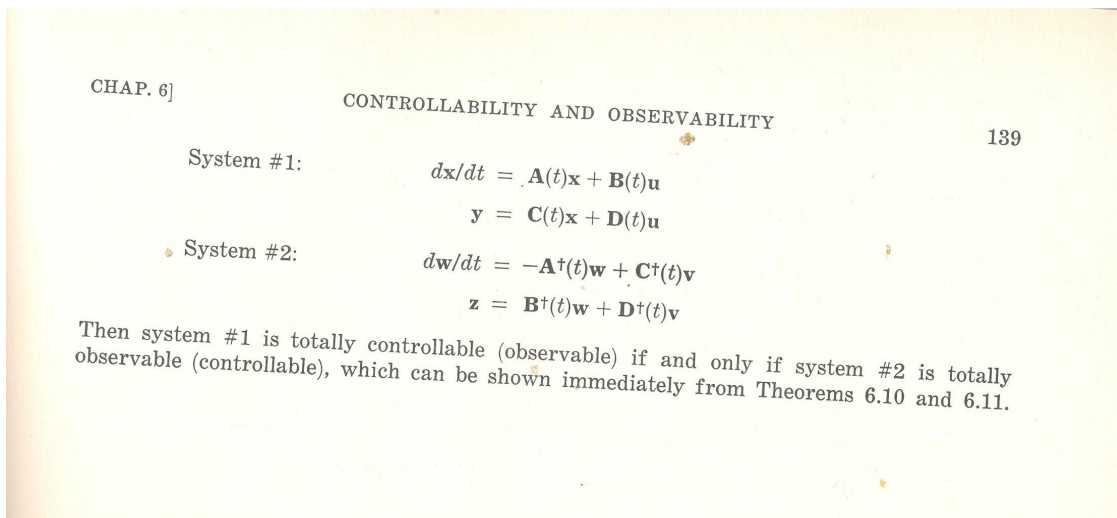 CHAP. 6]
CONTROLLABILITY AND OBSERVABILITY
139
System #1: dx/dt = A(t)x + B(t)u
y = C(t)x + D(t)u
System #2: dw/dt = −A†(t)w + C†(t)v
z = B†(t)w + D†(t)v
Then system #1 is totally controllable (observable) if and only if system #2 is totally
observable (controllable), which can be shown immediately from Theorems 6.10 and 6.11.